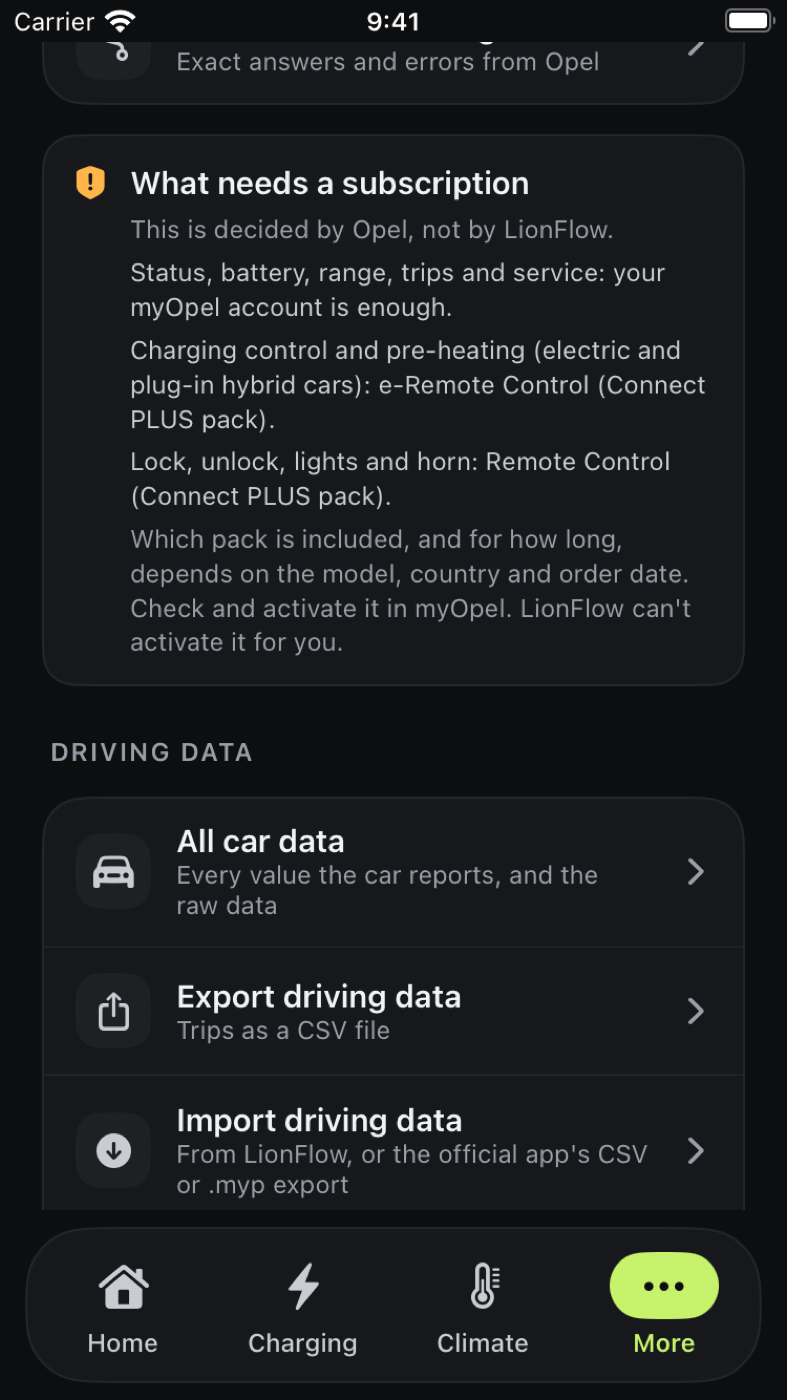 Carrier 9:41
Exact answers and errors from Opel
What needs a subscription
This is decided by Opel, not by LionFlow.
Status, battery, range, trips and service: your
myOpel account is enough.
Charging control and pre-heating (electric and
plug-in hybrid cars): e-Remote Control (Connect
PLUS pack).
Lock, unlock, lights and horn: Remote Control
(Connect PLUS pack).
Which pack is included, and for how long,
depends on the model, country and order date.
Check and activate it in myOpel. LionFlow can't
activate it for you.
DRIVING DATA
All car data
Every value the car reports, and the
raw data
Export driving data
Trips as a CSV file
Import driving data
From LionFlow, or the official app's CSV
or .myp export
Home
Charging
Climate
More